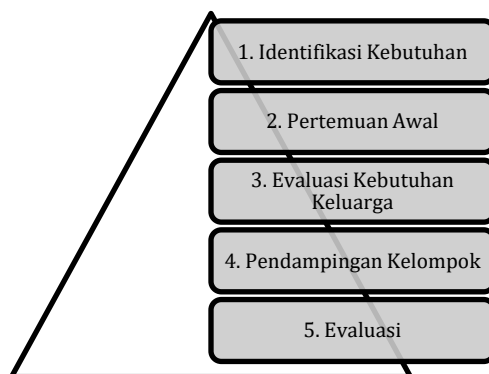 1. Identifikasi Kebutuhan
2. Pertemuan Awal
3. Evaluasi Kebutuhan
Keluarga
4. Pendampingan Kelompok
5. Evaluasi